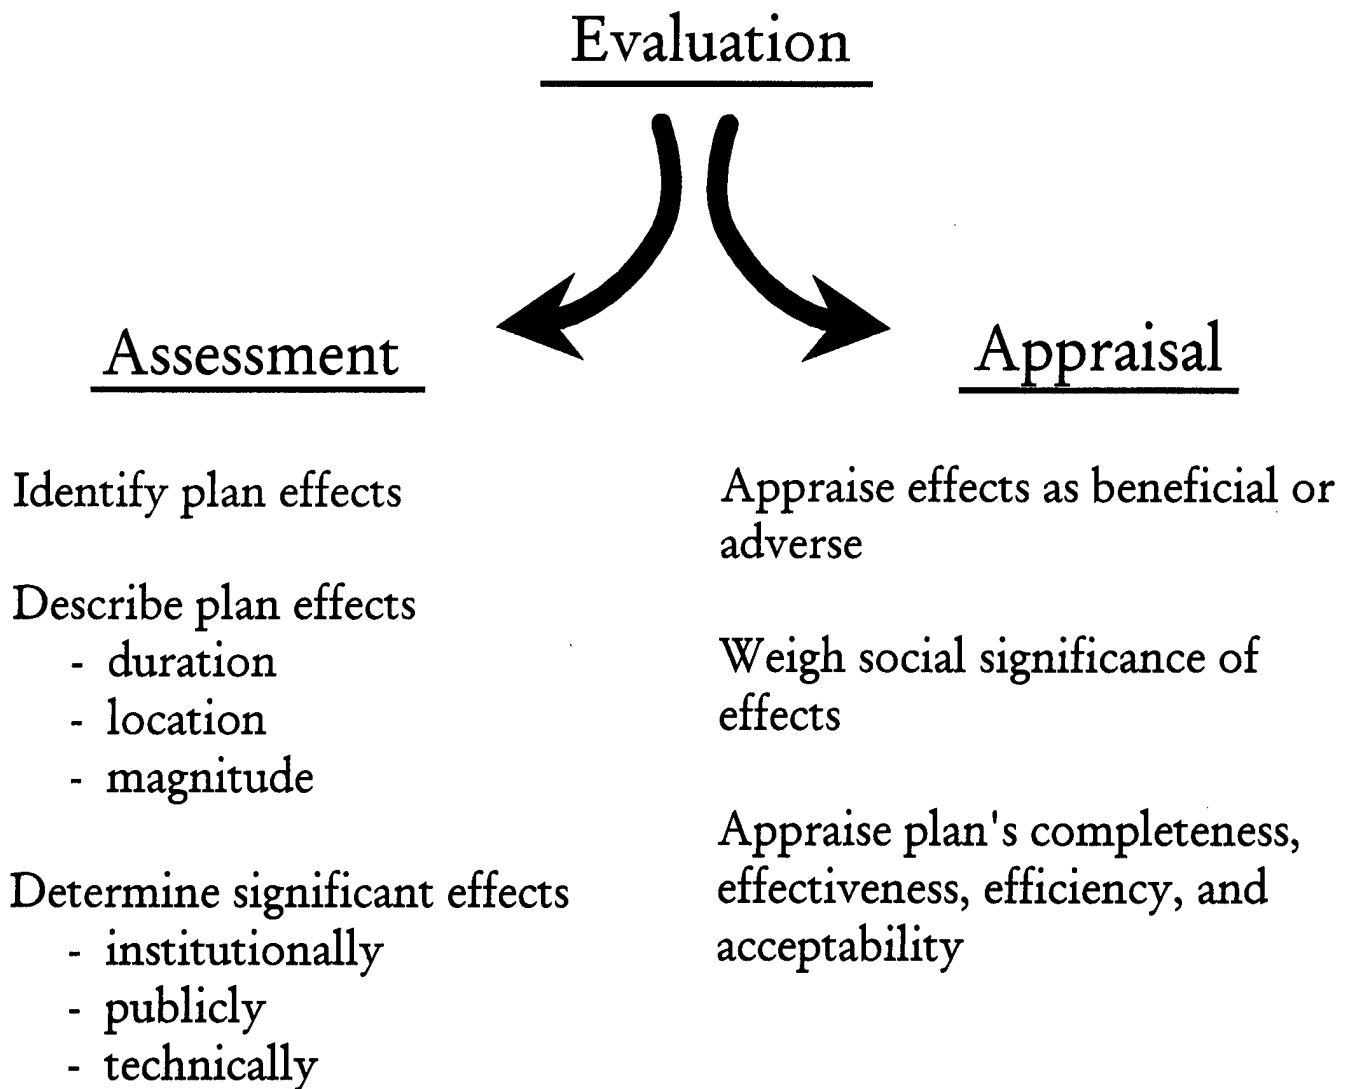 Evaluation
Assessment
Identify plan effects
Describe plan effects
- duration
- location
- magnitude
Determine significant effects
- institutionally
- publicly
- technically
Appraisal
Appraise effects as beneficial or
adverse
Weigh social significance of
effects
Appraise plan's completeness,
effectiveness, efficiency, and
acceptability